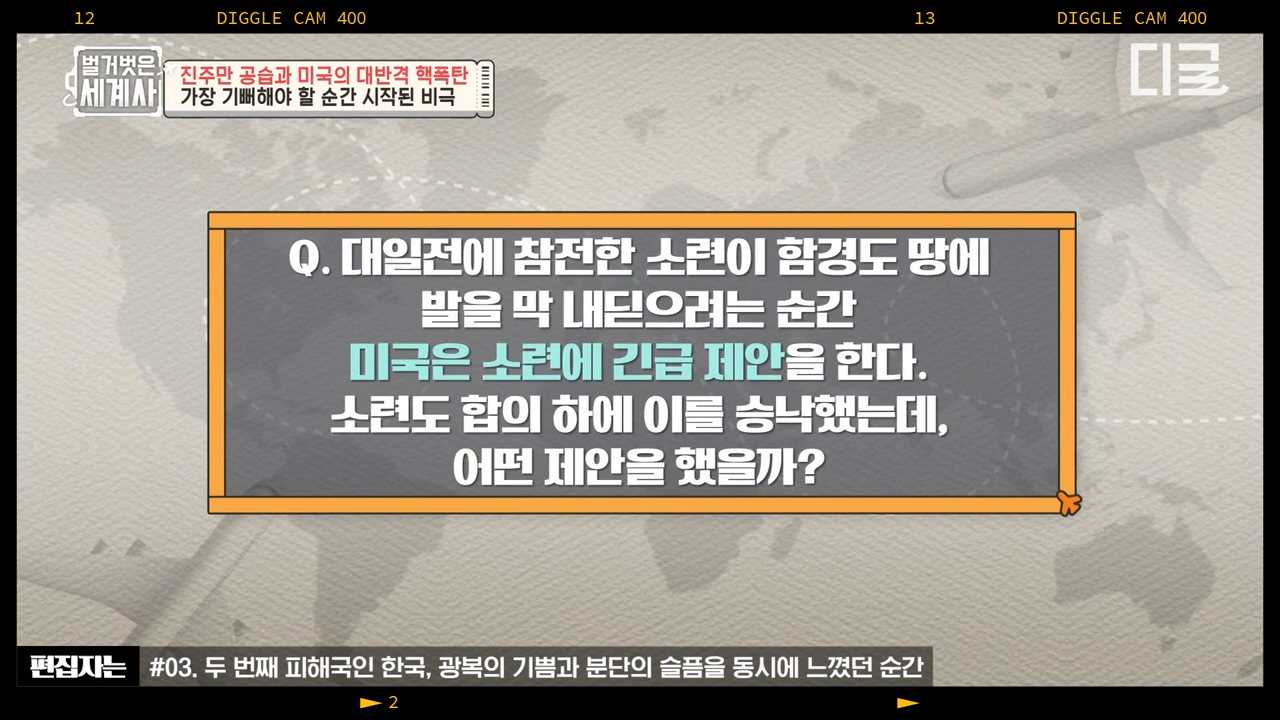 12 DIGGLE CAM 400 13 DIGGLE CAM 400
벌거벗은
세계사
진주만 공습과 미국의 대반격 핵폭탄
가장 기뻐해야 할 순간 시작된 비극
디글
Q. 대일전에 참전한 소련이 함경도 땅에
발을 막 내딛으려는 순간
미국은 소련에 긴급 제안을 한다.
소련도 합의 하에 이를 승낙했는데,
어떤 제안을 했을까?
편집자는 #03. 두 번째 피해국인 한국, 광복의 기쁨과 분단의 슬픔을 동시에 느꼈던 순간
2